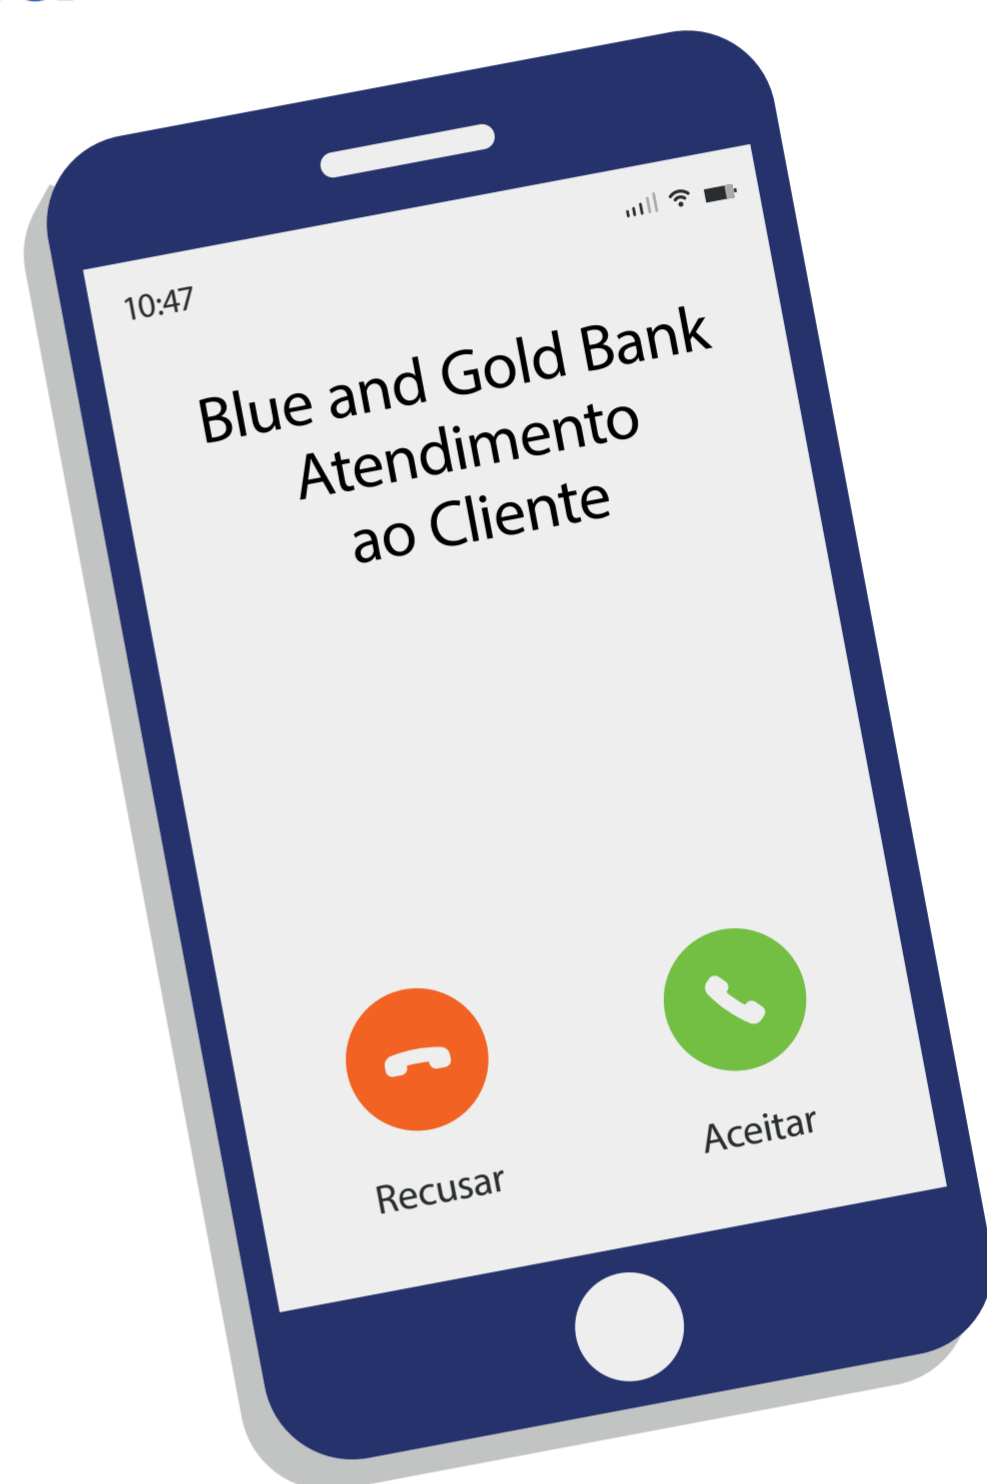 10:47
Blue and Gold Bank
Atendimento
ao Cliente
Recusar
Aceitar